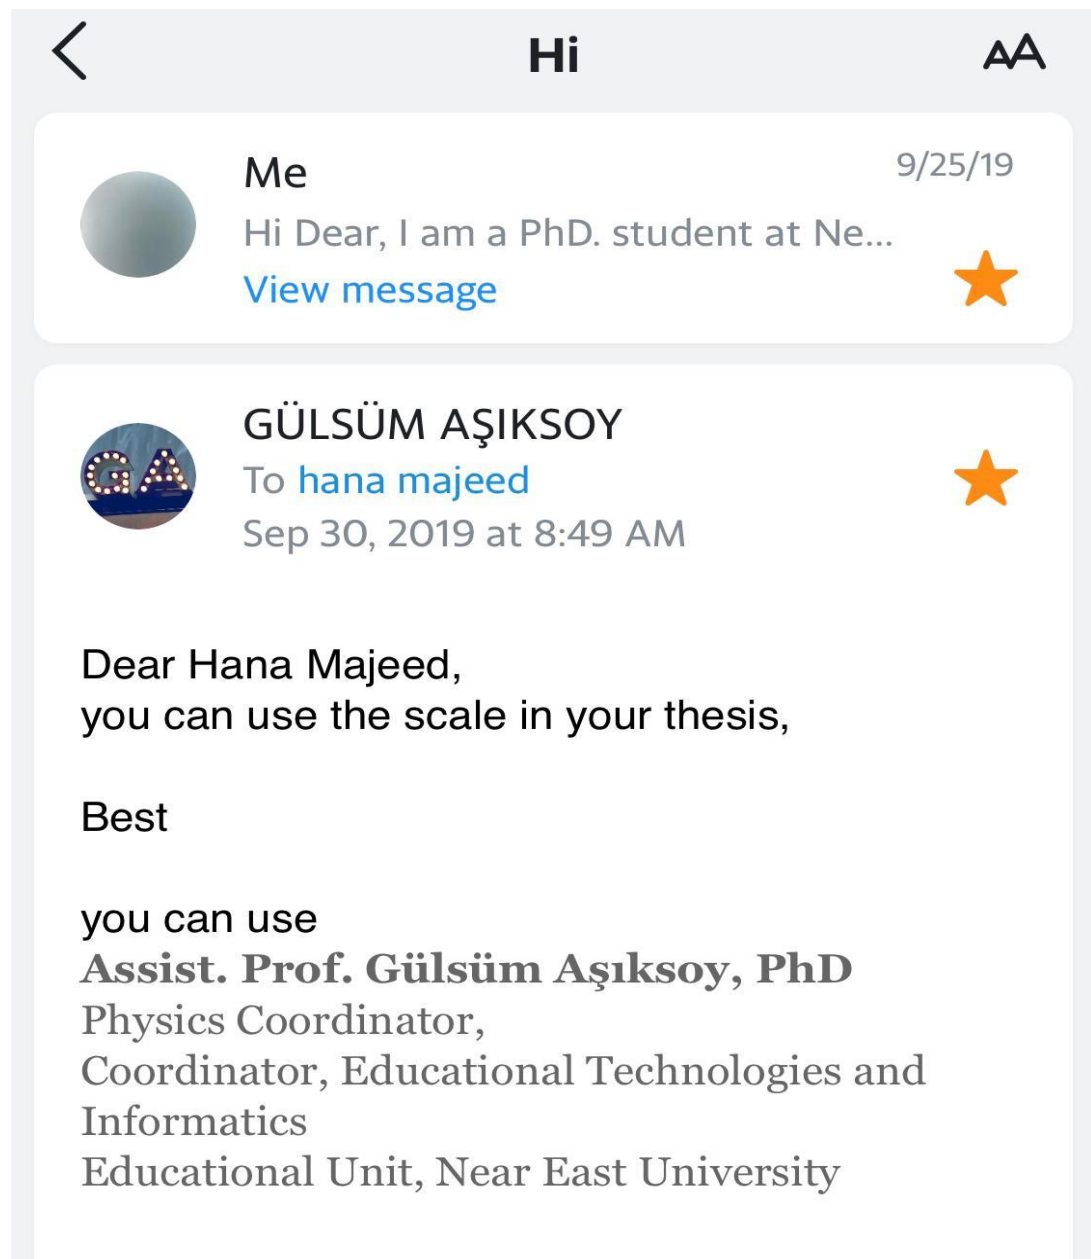 Hi
AA
Me
9/25/19
Hi Dear, I am a PhD. student at Ne...
View message
GÜLSÜM AŞIKSOY
GA
To hana majeed
Sep 30, 2019 at 8:49 AM
Dear Hana Majeed,
you can use the scale in your thesis,
Best
you can use
Assist. Prof. Gülsüm Aşıksoy, PhD
Physics Coordinator,
Coordinator, Educational Technologies and
Informatics
Educational Unit, Near East University